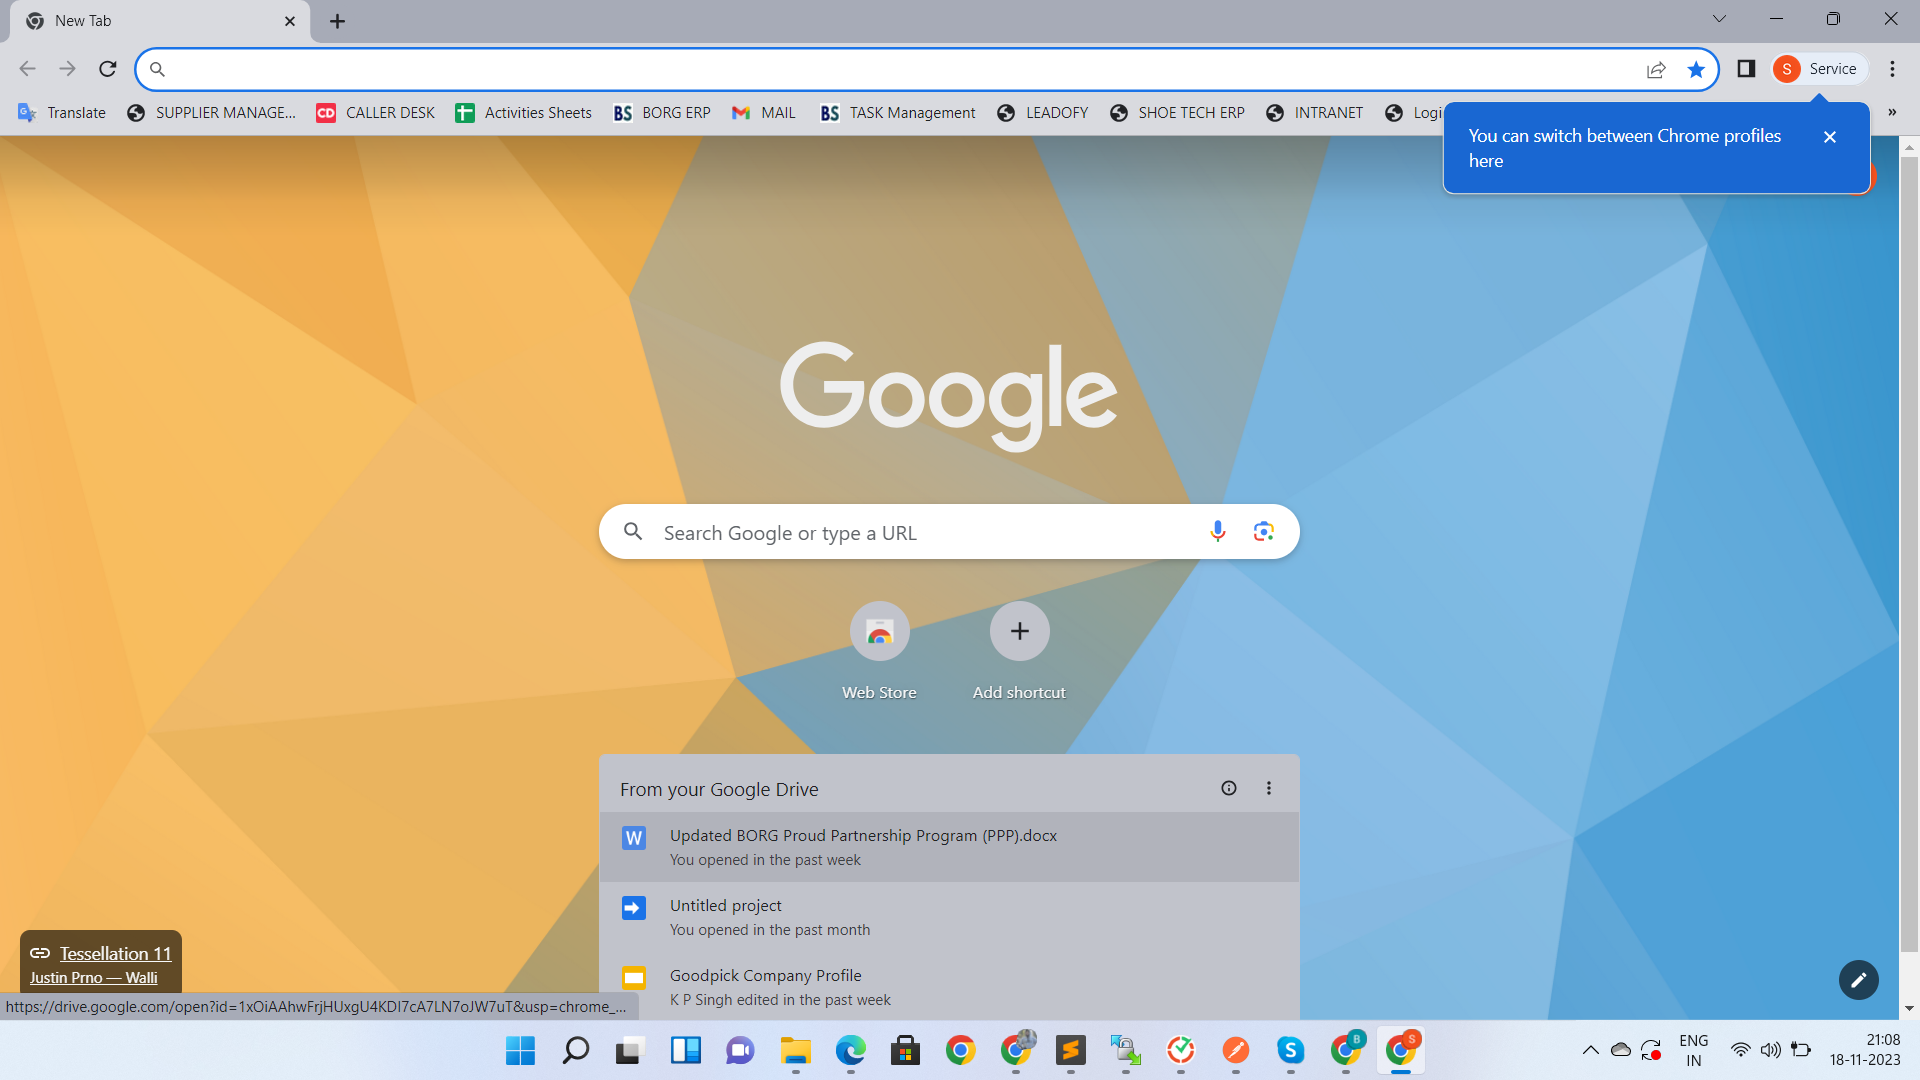 New Tab
S Service
Translate SUPPLIER MANAGE... CD CALLER DESK Activities Sheets BS BORG ERP MAIL BS TASK Management LEADOFY SHOE TECH ERP INTRANET Logi »
You can switch between Chrome profiles
here
Google
Search Google or type a URL
Web Store Add shortcut
From your Google Drive
W Updated BORG Proud Partnership Program (PPP).docx
You opened in the past week
Untitled project
You opened in the past month
Goodpick Company Profile
K P Singh edited in the past week
Tessellation 11
Justin Prno — Walli
https://drive.google.com/open?id=1xOiAAhwFrjHUxgU4KDI7cA7LN7oJW7uT&usp=chrome_...
ENG
IN
21:08
18-11-2023